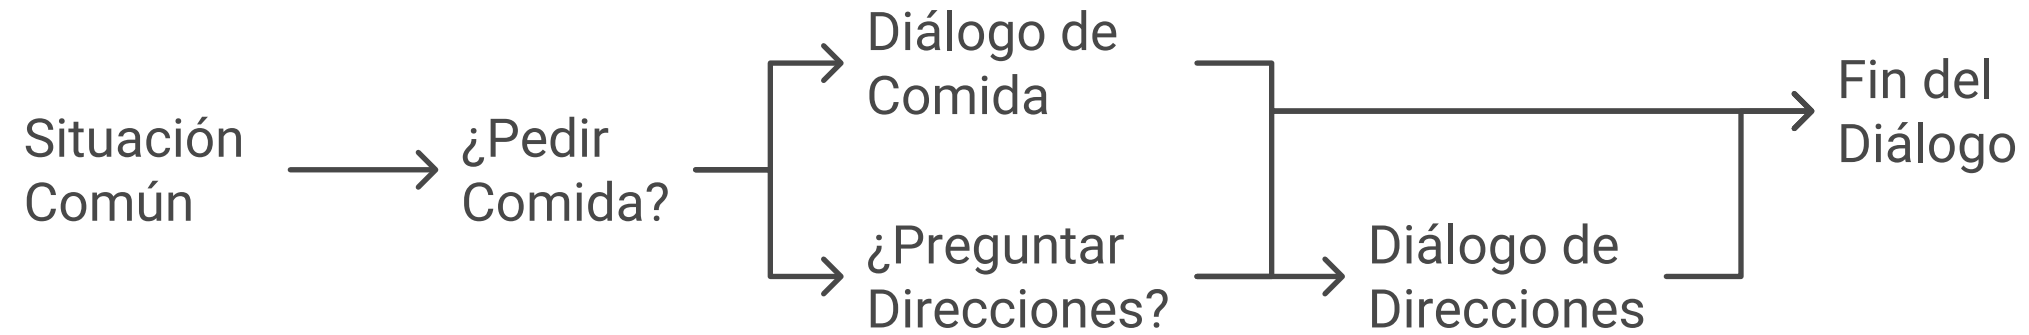 Situación
Común
¿Pedir
Comida?
Diálogo de
Comida
¿Preguntar
Direcciones?
Diálogo de
Direcciones
Fin del
Diálogo